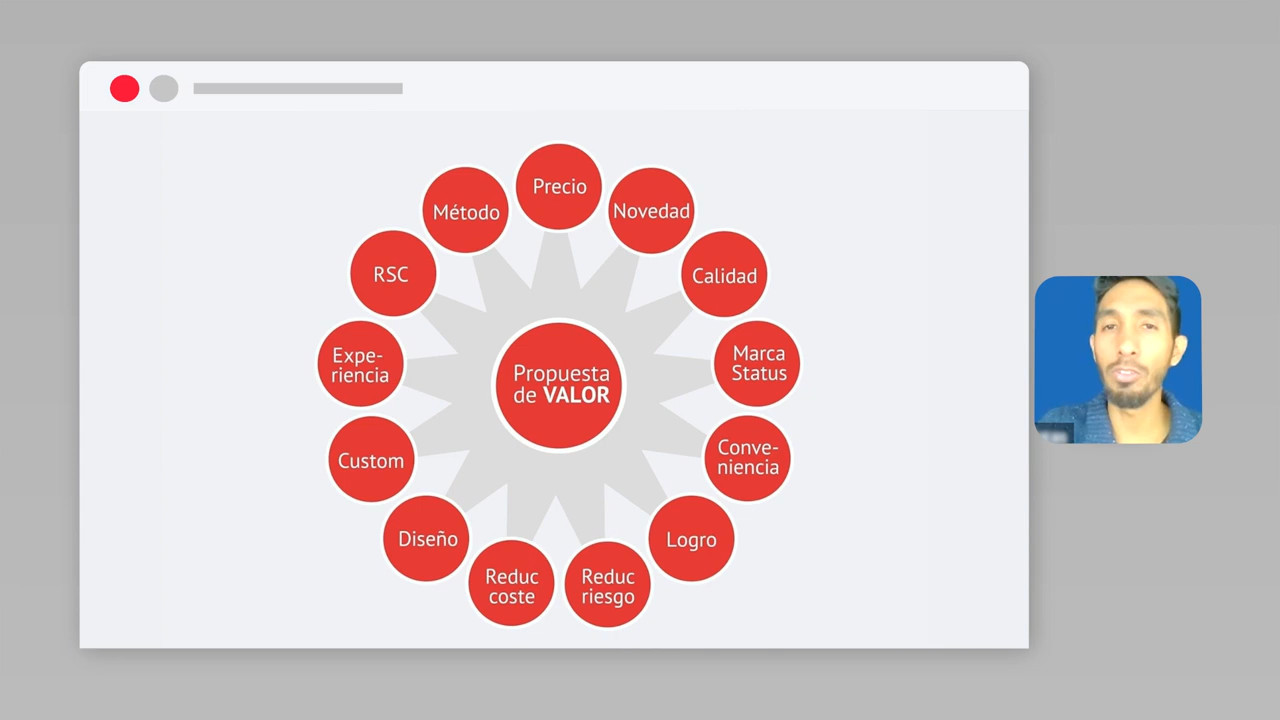 Precio
Novedad
Calidad
Marca
Status
Conve-
niencia
Logro
Reduc
riesgo
Reduc
coste
Diseño
Custom
Expe-
riencia
RSC
Método
Propuesta
de VALOR